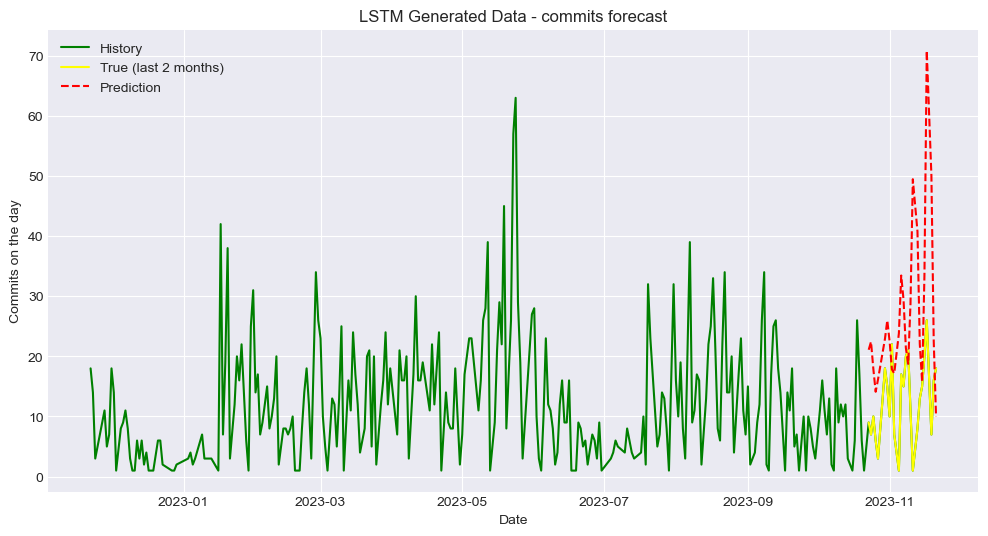 LSTM Generated Data - commits forecast
History
True (last 2 months)
Prediction
Commits on the day
70
60
50
40
30
20
10
0
2023-01
2023-03
2023-05
2023-07
2023-09
2023-11
Date